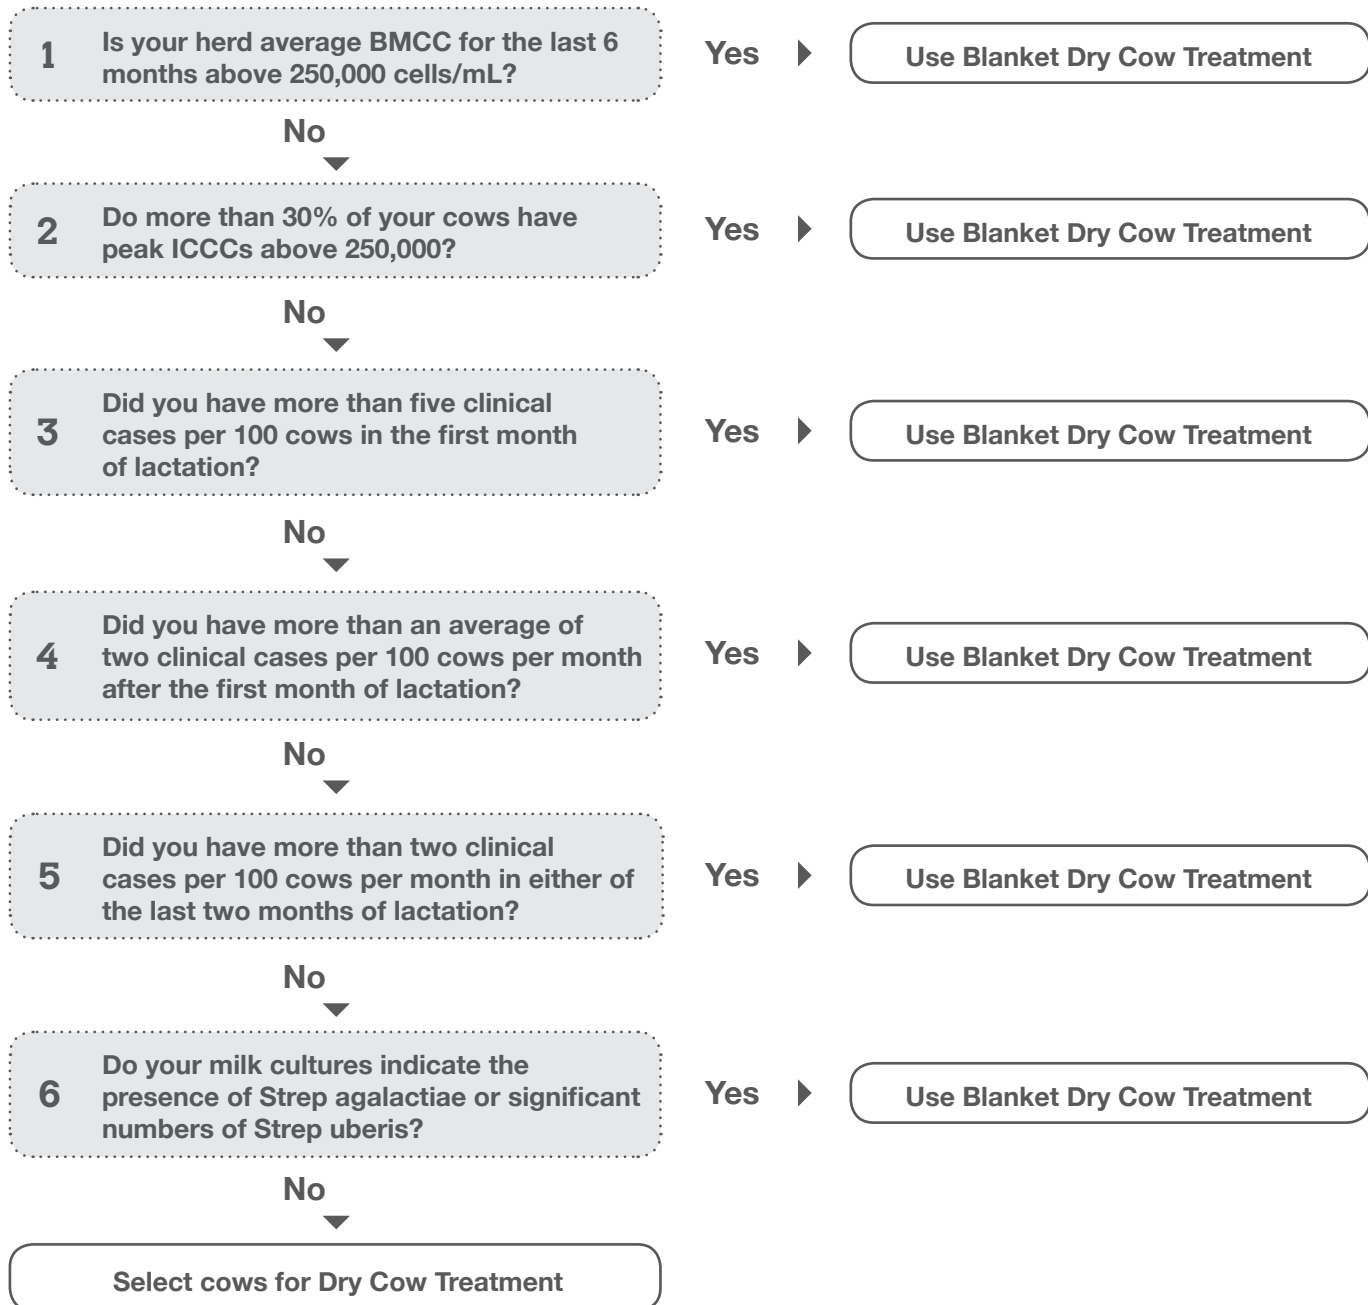 1
Is your herd average BMCC for the last 6
months above 250,000 cells/mL?
Yes
Use Blanket Dry Cow Treatment
No
2
Do more than 30% of your cows have
peak ICCCs above 250,000?
Yes
Use Blanket Dry Cow Treatment
No
3
Did you have more than five clinical
cases per 100 cows in the first month
of lactation?
Yes
Use Blanket Dry Cow Treatment
No
4
Did you have more than an average of
two clinical cases per 100 cows per month
after the first month of lactation?
Yes
Use Blanket Dry Cow Treatment
No
5
Did you have more than two clinical
cases per 100 cows per month in either of
the last two months of lactation?
Yes
Use Blanket Dry Cow Treatment
No
6
Do your milk cultures indicate the
presence of Strep agalactiae or significant
numbers of Strep uberis?
Yes
Use Blanket Dry Cow Treatment
No
Select cows for Dry Cow Treatment